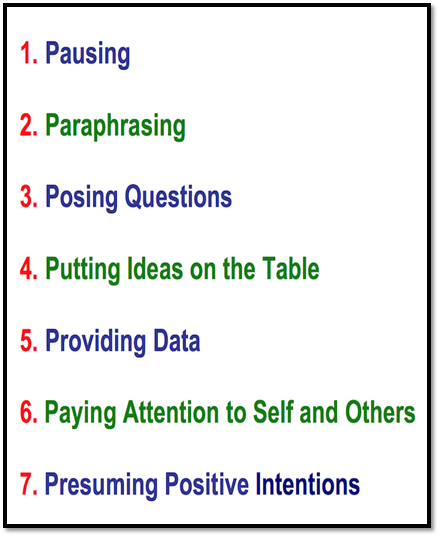 1. Pausing
2. Paraphrasing
3. Posing Questions
4. Putting Ideas on the Table
5. Providing Data
6. Paying Attention to Self and Others
7. Presuming Positive Intentions